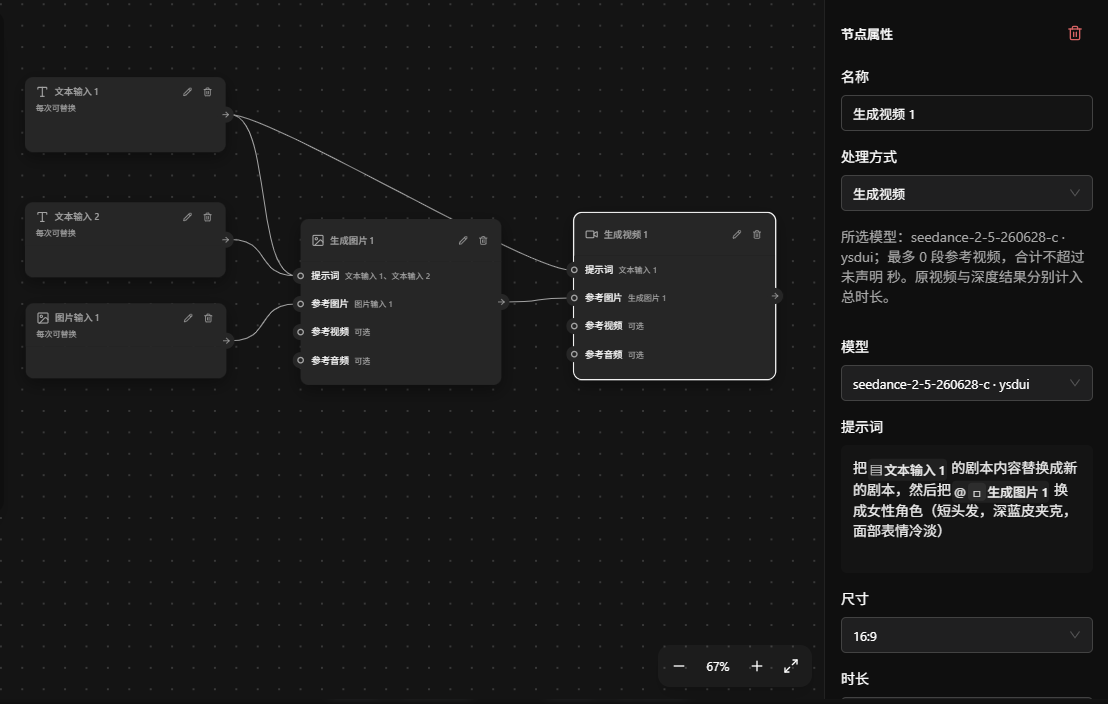 文本输入 1
每次可替换
文本输入 2
每次可替换
图片输入 1
每次可替换
生成图片 1
提示词 文本输入 1、文本输入 2
参考图片 图片输入 1
参考视频 可选
参考音频 可选
生成视频 1
提示词 文本输入 1
参考图片 生成图片 1
参考视频 可选
参考音频 可选
67%
节点属性
名称
生成视频 1
处理方式
生成视频
所选模型：seedance-2-5-260628-c ·
ysdui；最多 0 段参考视频，合计不超过
未声明 秒。原视频与深度结果分别计入
总时长。
模型
seedance-2-5-260628-c · ysdui
提示词
把 文本输入 1 的剧本内容替换成新
的剧本，然后把 @ 生成图片 1 换
成女性角色（短头发，深蓝皮夹克，
面部表情冷淡）
尺寸
16:9
时长